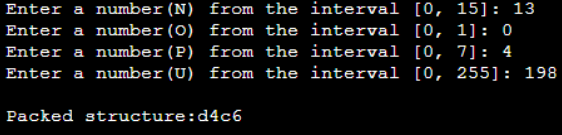 Enter a number(N) from the interval [0, 15]: 13
Enter a number(O) from the interval [0, 1]: 0
Enter a number(P) from the interval [0, 7]: 4
Enter a number(U) from the interval [0, 255]: 198
Packed structure:d4c6